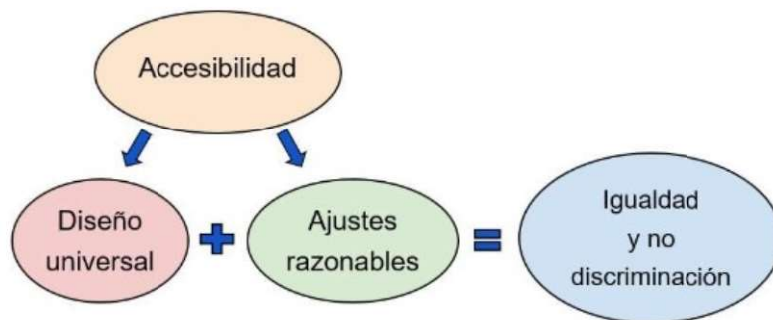 Accesibilidad
Diseño
universal
Ajustes
razonables
Igualdad
y no
discriminación